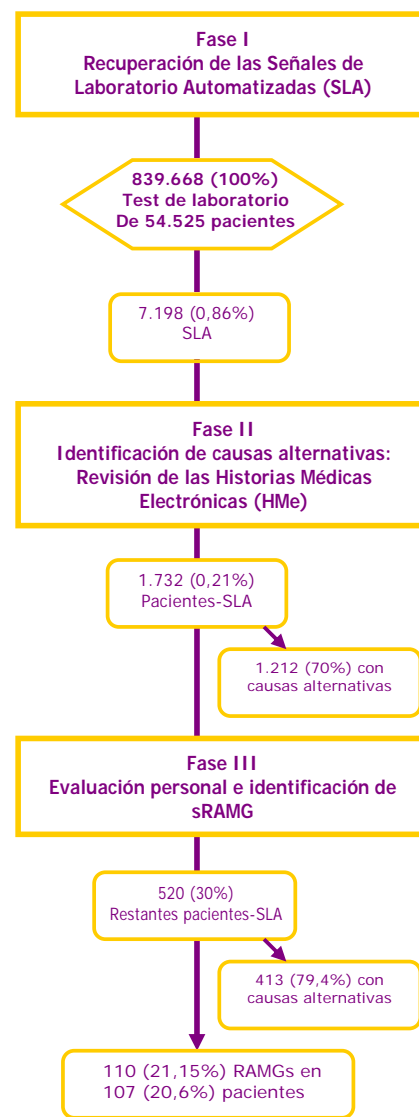 Fase I
Recuperación de las Señales de
Laboratorio Automatizadas (SLA)
839.668 (100%)
Test de laboratorio
De 54.525 pacientes
7.198 (0,86%)
SLA
Fase II
Identificación de causas alternativas:
Revisión de las Historias Médicas
Electrónicas (HMe)
1.732 (0,21%)
Pacientes-SLA
1.212 (70%) con
causas alternativas
Fase III
Evaluación personal e identificación de
sRAMG
520 (30%)
Restantes pacientes-SLA
413 (79,4%) con
causas alternativas
110 (21,15%) RAMGs en
107 (20,6%) pacientes